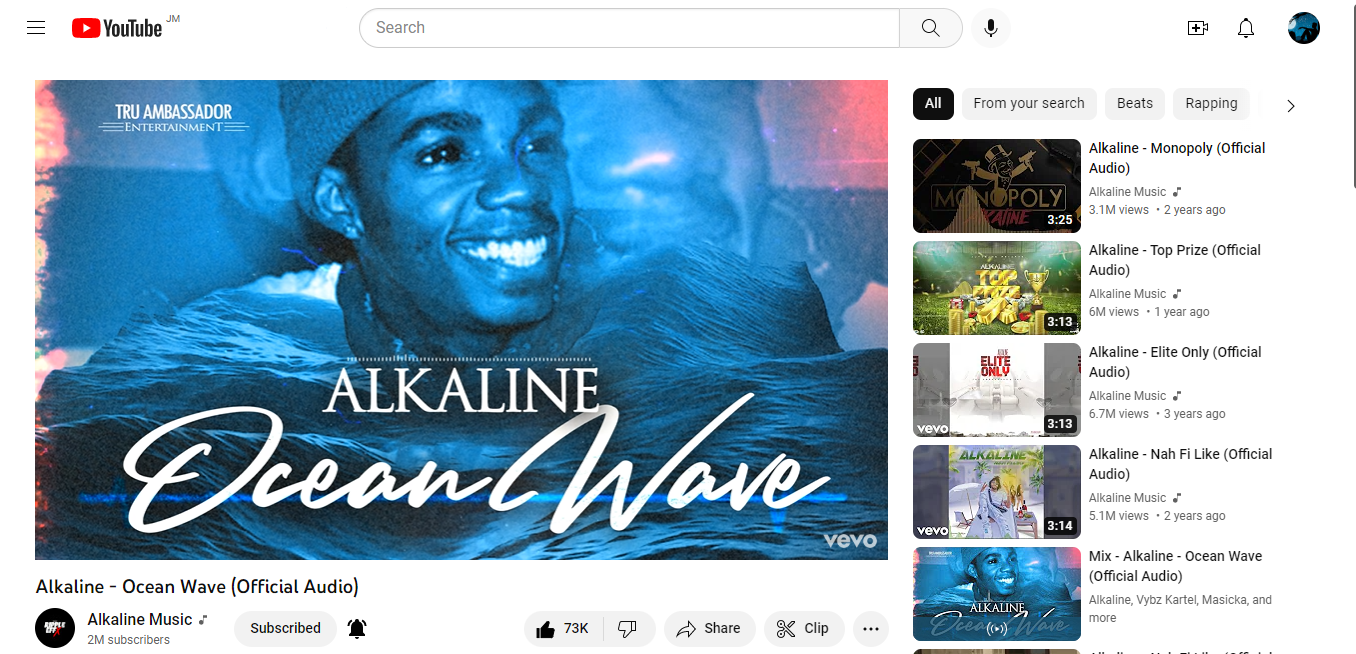 YouTube JM
Search
TRU AMBASSADOR
ENTERTAINMENT
ALKALINE
Ocean Wave
vevo
Alkaline - Ocean Wave (Official Audio)
Alkaline Music
2M subscribers
Subscribed
73K
Share
Clip
All
From your search
Beats
Rapping
MONOPOLY
ALKALINE
3:25
Alkaline - Monopoly (Official
Audio)
Alkaline Music
3.1M views • 2 years ago
ALKALINE
TOP
PRIZE
3:13
Alkaline - Top Prize (Official
Audio)
Alkaline Music
6M views • 1 year ago
ELITE
ONLY
vevo
3:13
Alkaline - Elite Only (Official
Audio)
Alkaline Music
6.7M views • 3 years ago
ALKALINE
vevo
3:14
Alkaline - Nah Fi Like (Official
Audio)
Alkaline Music
5.1M views • 2 years ago
ALKALINE
Ocean Wave
Mix - Alkaline - Ocean Wave
(Official Audio)
Alkaline, Vybz Kartel, Masicka, and
more